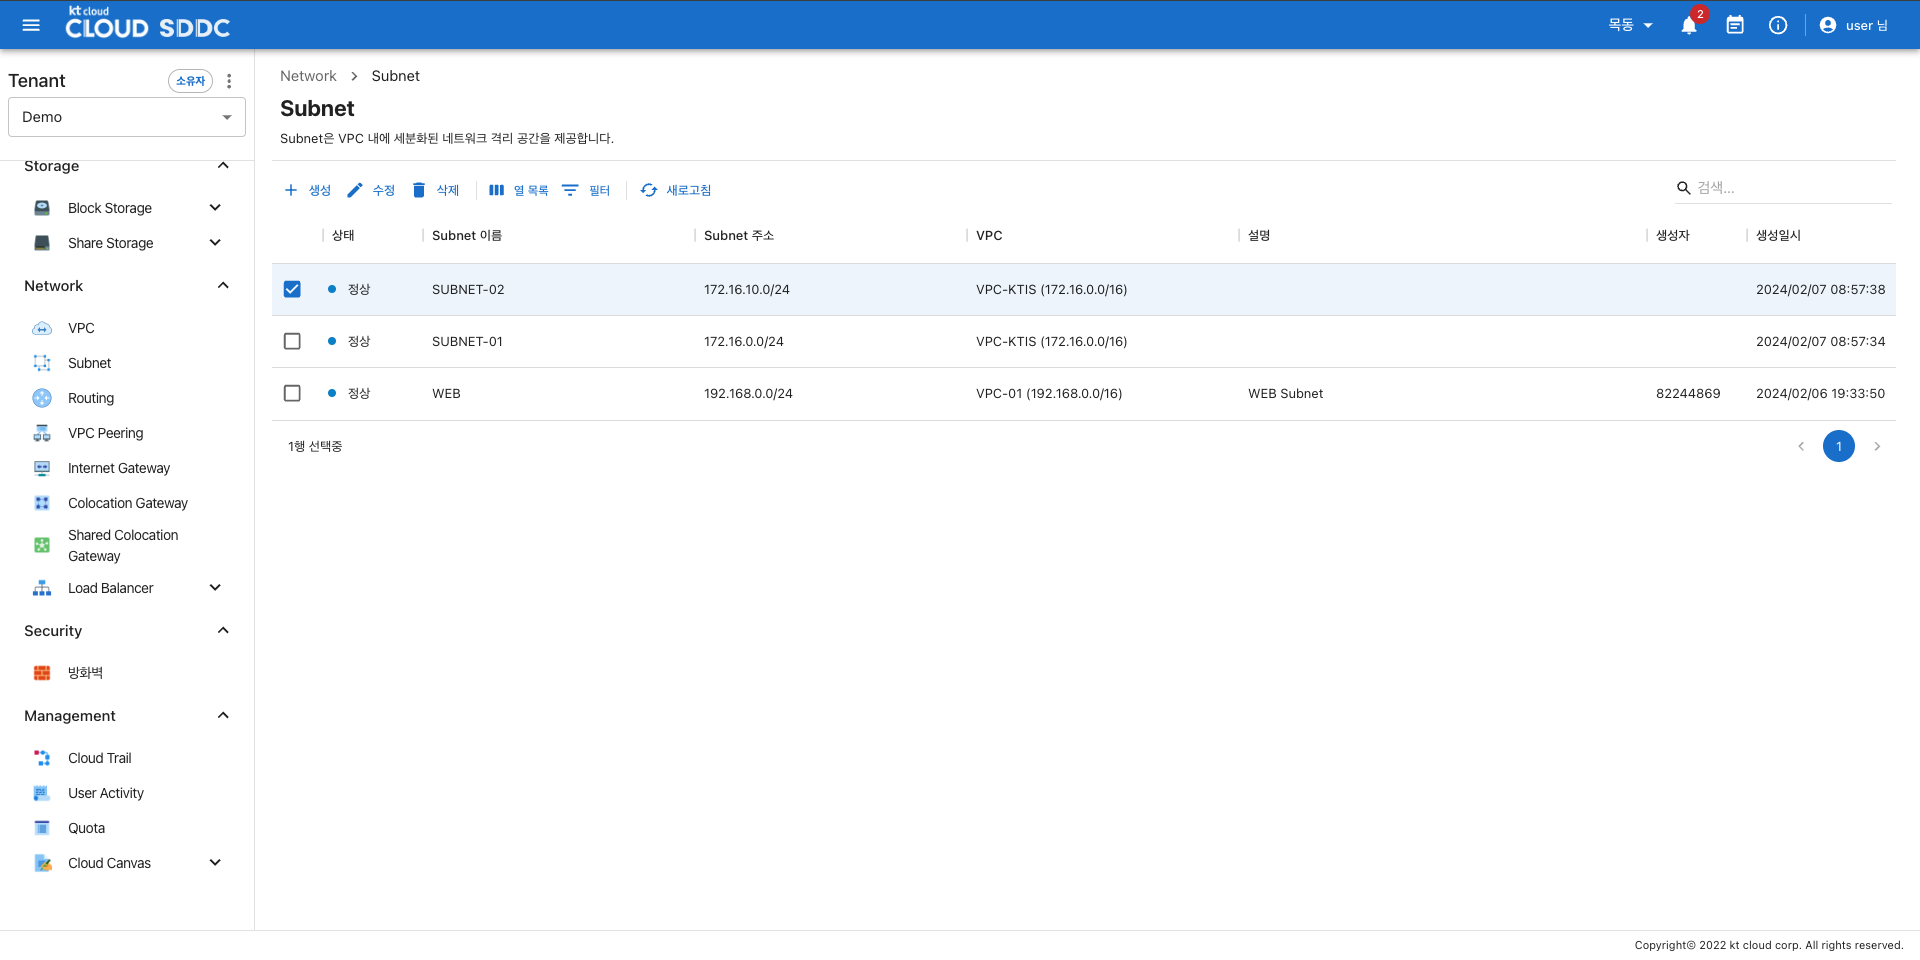 kt cloud
CLOUD SDDC
목동
2
user 님
Tenant
소유자
Demo
Storage
Block Storage
Share Storage
Network
VPC
Subnet
Routing
VPC Peering
Internet Gateway
Colocation Gateway
Shared Colocation
Gateway
Load Balancer
Security
방화벽
Management
Cloud Trail
User Activity
Quota
Cloud Canvas
Network > Subnet
Subnet
Subnet은 VPC 내에 세분화된 네트워크 격리 공간을 제공합니다.
생성 수정 삭제 열 목록 필터 새로고침
검색...
상태 Subnet 이름 Subnet 주소 VPC 설명 생성자 생성일시
정상 SUBNET-02 172.16.10.0/24 VPC-KTIS (172.16.0.0/16) 2024/02/07 08:57:38
정상 SUBNET-01 172.16.0.0/24 VPC-KTIS (172.16.0.0/16) 2024/02/07 08:57:34
정상 WEB 192.168.0.0/24 VPC-01 (192.168.0.0/16) WEB Subnet 82244869 2024/02/06 19:33:50
1행 선택중
1
Copyright© 2022 kt cloud corp. All rights reserved.